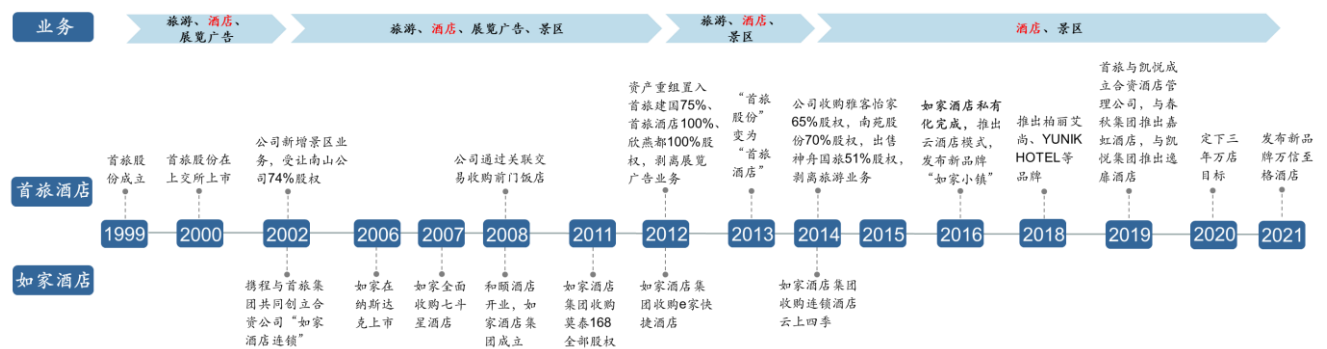 业务
旅游、酒店、
展览广告
旅游、酒店、展览广告、景区
旅游、酒店、
景区
酒店、景区
首旅酒店
首旅股
份成立
首旅股份在
上交所上市
公司新增景区业
务，受让南山公
司74%股权
公司通过关联交
易收购前门饭店
资产重组置入
首旅建国75%、
首旅酒店100%、
欣燕都100%股
权，剥离展览
广告业务
“首旅
股份”
变为
“首旅
酒店”
公司收购雅客怡家
65%股权，南苑股
份70%股权，出售
神舟国旅51%股权，
剥离旅游业务
如家酒店私有
化完成，推出
云酒店模式，
发布新品牌
“如家小镇”
推出柏丽艾
尚、YUNIK
HOTEL等
品牌
首旅与凯悦成
立合资酒店管
理公司，与春
秋集团推出嘉
虹酒店，与凯
悦集团推出逸
扉酒店
定下三
年万店
目标
发布新品
牌万信至
格酒店
1999
2000
2002
2006
2007
2008
2011
2012
2013
2014
2015
2016
2018
2019
2020
2021
如家酒店
携程与首旅集
团共同创立合
资公司“如家
酒店连锁”
如家在
纳斯达
克上市
如家全面
收购七斗
星酒店
和颐酒店
开业，如
家酒店集
团成立
如家酒店
集团收购
莫泰168
全部股权
如家酒店集
团收购e家快
捷酒店
如家酒店集团
收购连锁酒店
云上四季